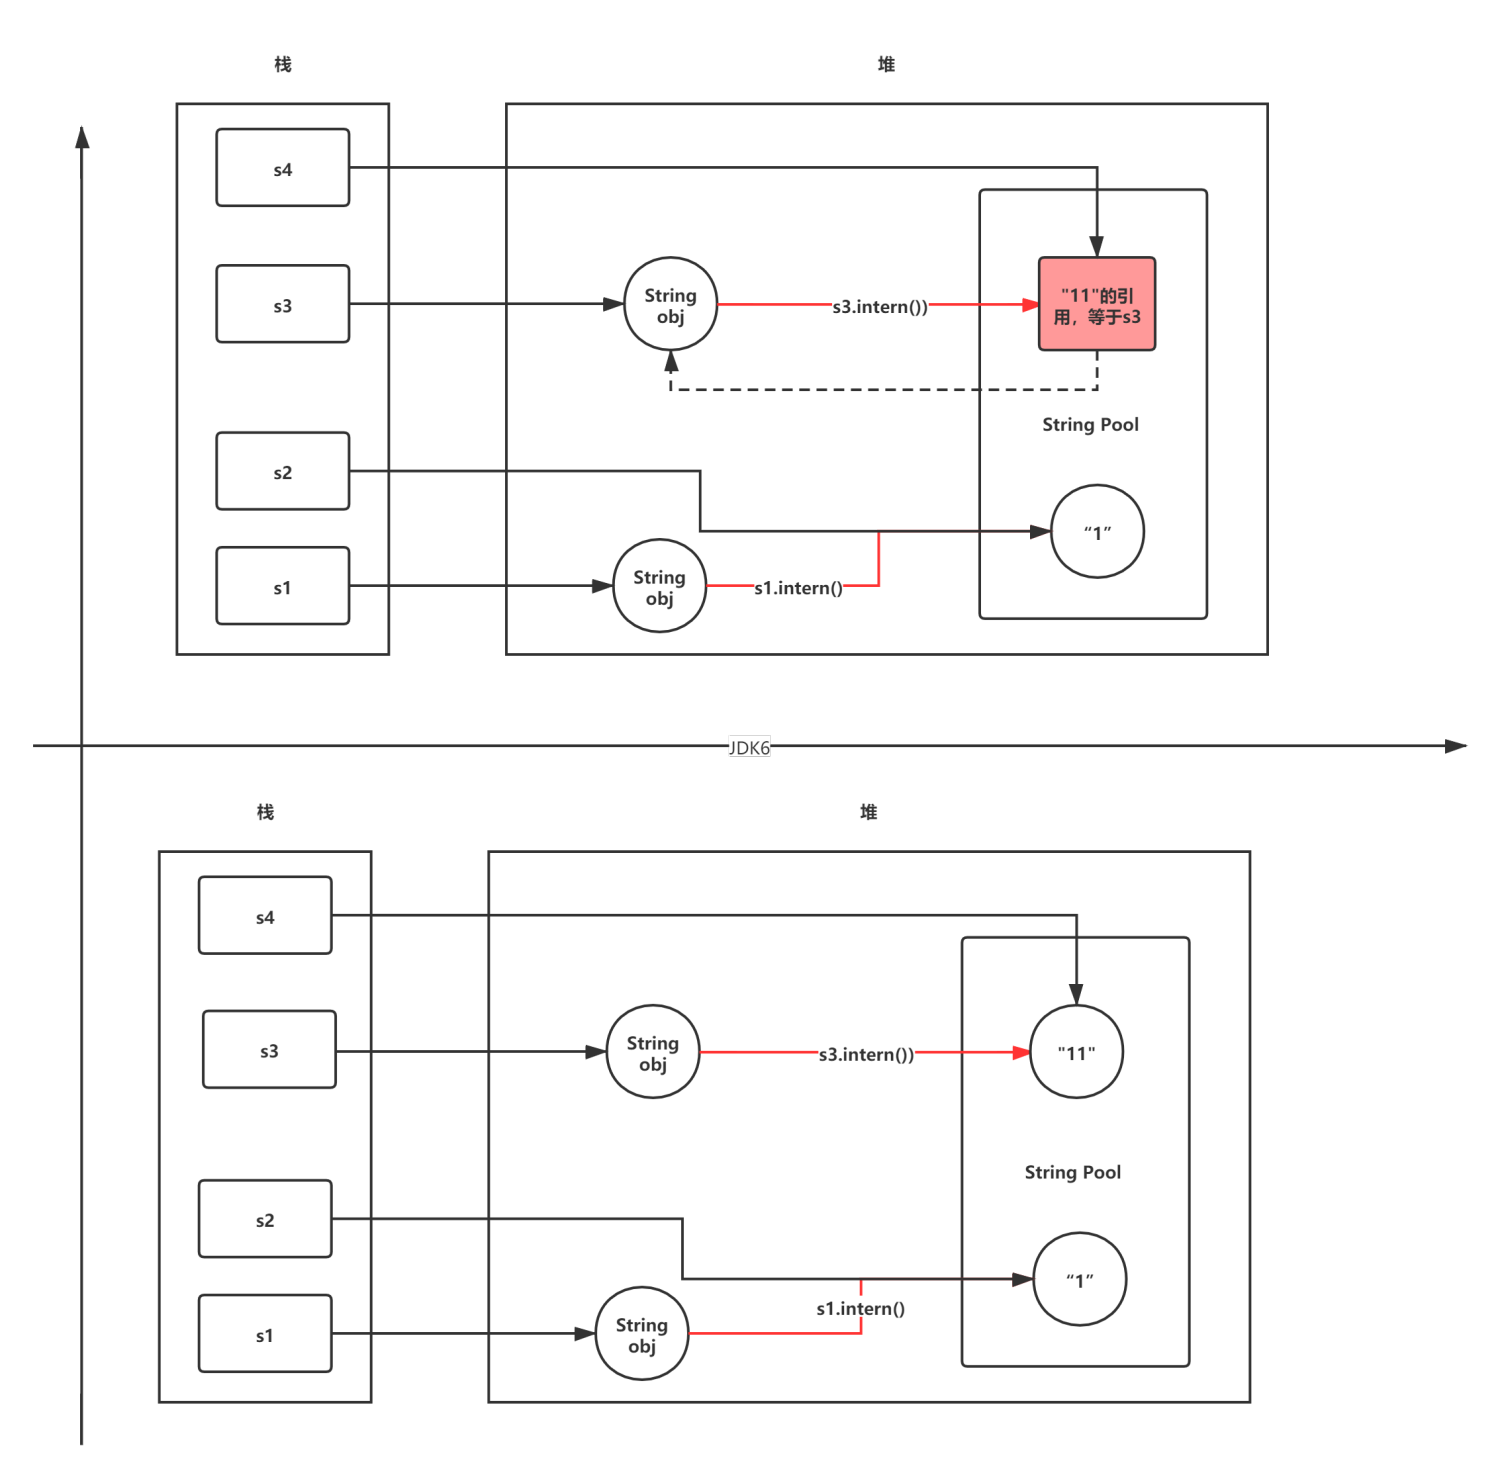 栈
堆
s4
s3
String
obj
s3.intern())
"11"的引
用，等于s3
String Pool
s2
“1”
s1
String
obj
s1.intern()
JDK6
栈
堆
s4
s3
String
obj
s3.intern())
"11"
String Pool
s2
“1”
s1.intern()
s1
String
obj